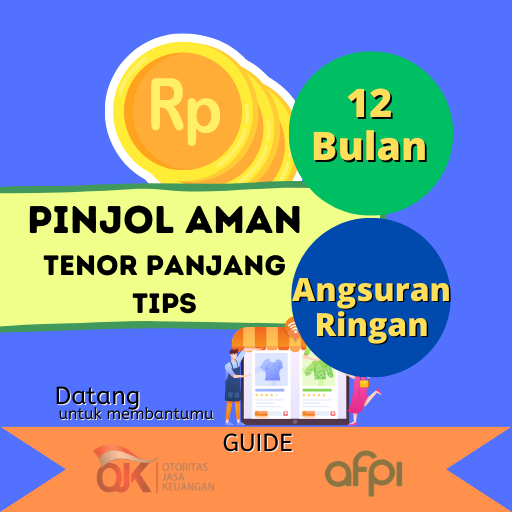 Rp
12
Bulan
PINJOL AMAN
TENOR PANJANG
TIPS
Angsuran
Ringan
Datang
untuk membantumu
GUIDE
OJK
OTORITAS
JASA
KEUANGAN
afpi